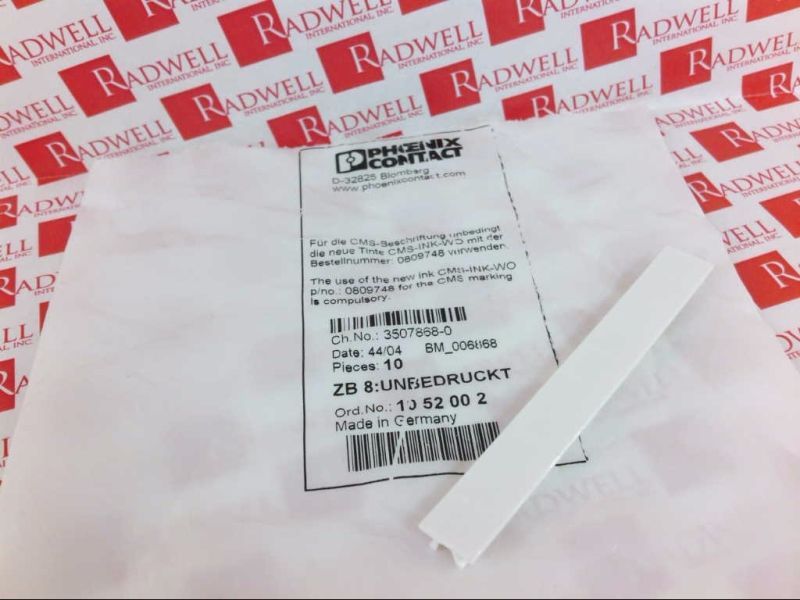 RADWELL
INTERNATIONAL, INC
PHOENIX
CONTACT
D-32825 Blomberg
www.phoenixcontact.com
Für die CMS-Beschriftung unbedingt
die neue Tinte CMS-INK-WO mit der
Bestellnummer: 0809748 verwenden.
The use of the new ink CMS-INK-WO
p/no.: 0809748 for the CMS marking
is compulsory.
Ch.No.: 3507868-0
Date: 44/04 BM_006868
Pieces: 10
ZB 8:UNBEDRUCKT
Ord.No.: 10 52 00 2
Made in Germany